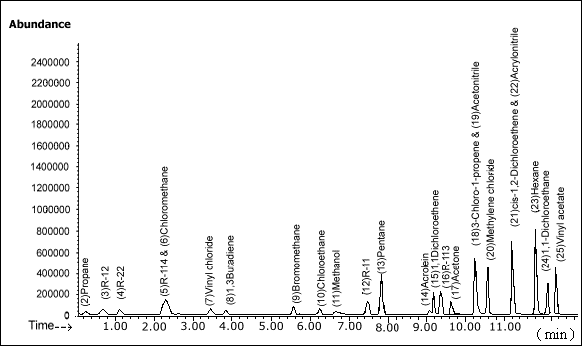 Abundance
2400000
2200000
2000000
1800000
1600000
1400000
1200000
1000000
800000
600000
400000
200000
0
Time-->
1.00
2.00
3.00
4.00
5.00
6.00
7.00
8.00
9.00
10.00
11.00
(min)
(2)Propane
(3)R-12
(4)R-22
(5)R-114 & (6)Chloromethane
(7)Vinyl chloride
(8)1,3Butadiene
(9)Bromomethane
(10)Chlooethane
(11)Methanol
(12)R-11
(13)Pentane
(14)Acrolein
(15)1,1Dichloroethene
(16)R-113
(17)Acetone
(18)3-Chloro-1-propene & (19)Acetonitrile
(20)Methylene chloride
(21)cis-1,2-Dichloroethene & (22)Acrylonitrile
(23)Hexane
(24)1,1-Dichloroethane
(25)Vinyl acetate